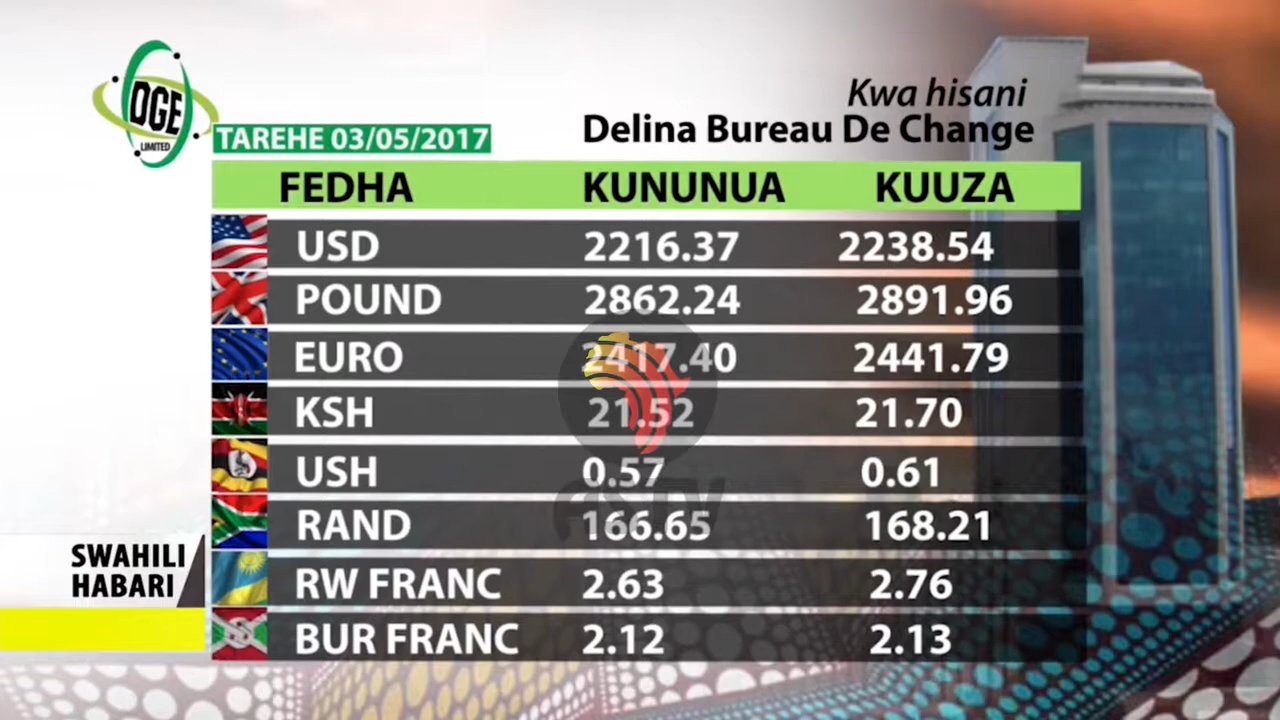 DGE
LIMITED
TAREHE 03/05/2017
Kwa hisani
Delina Bureau De Change
FEDHA KUNUNUA KUUZA
USD 2216.37 2238.54
POUND 2862.24 2891.96
EURO 2417.40 2441.79
KSH 21.52 21.70
USH 0.57 0.61
RAND 166.65 168.21
RW FRANC 2.63 2.76
BUR FRANC 2.12 2.13
SWAHILI
HABARI